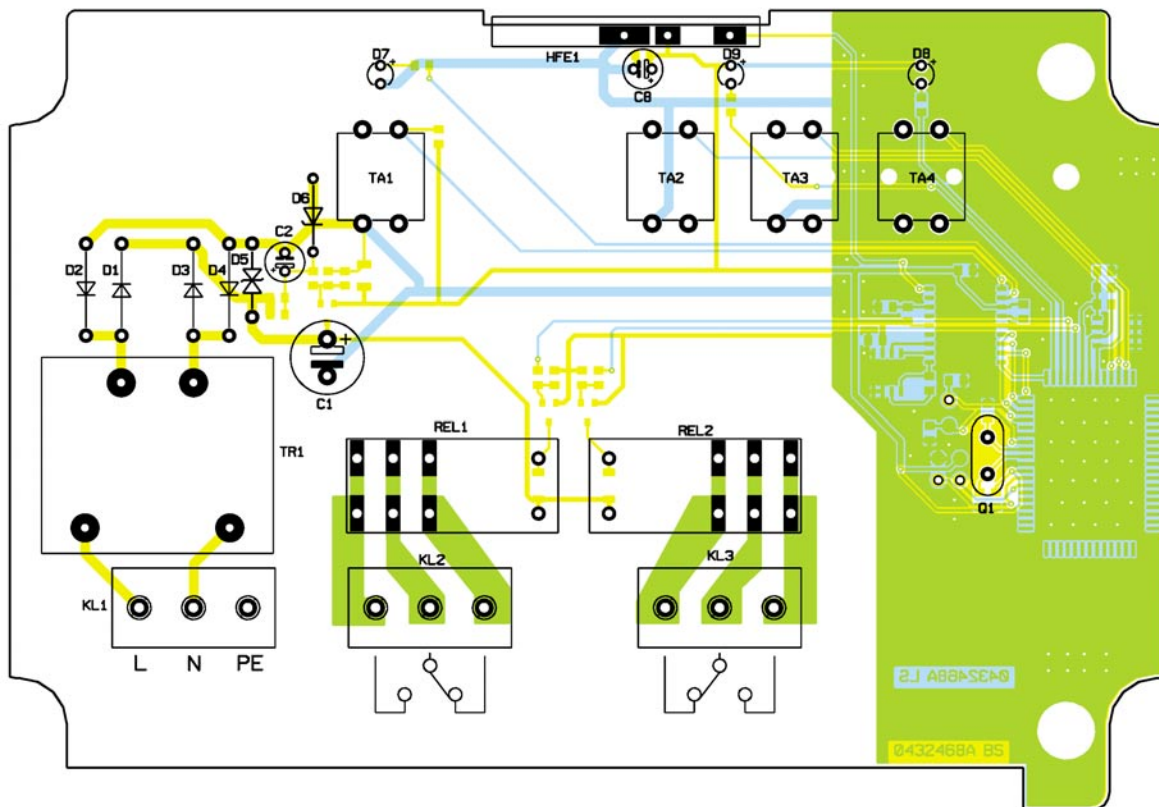 HFE1
D7
C8
D9
D8
TA1
TA2
TA3
TA4
D6
C2
D2
D1
D3
D4
D5
C1
REL1
REL2
TR1
Q1
KL2
KL3
KL1
L N PE
0432468A LS
0432468A BS